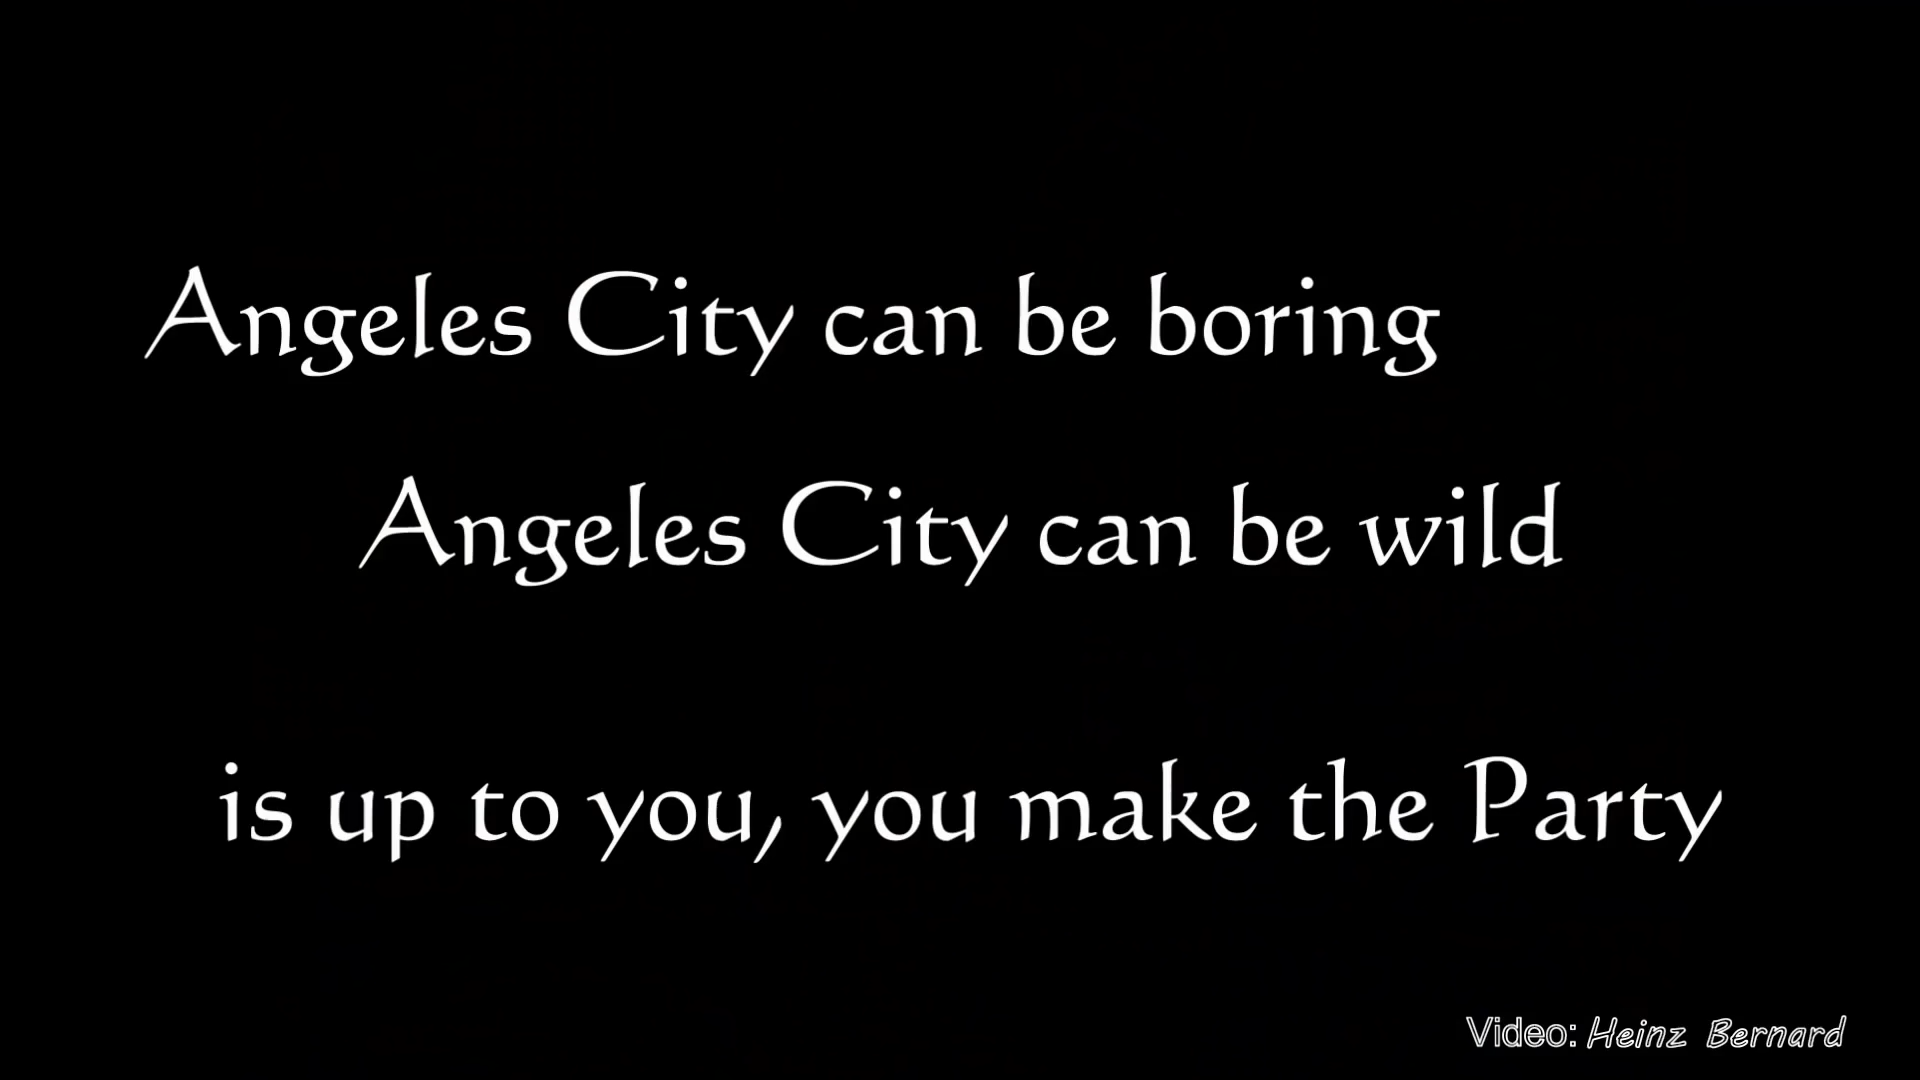 Angeles City can be boring
Angeles City can be wild
is up to you, you make the Party
Video: Heinz Bernard